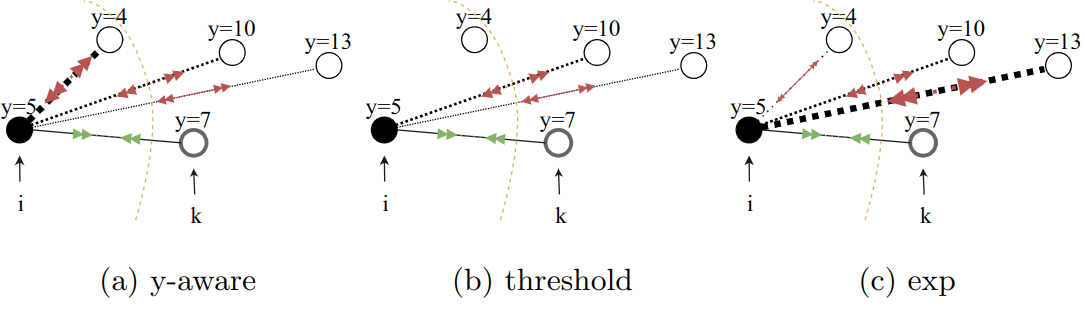 y=4
y=10
y=13
y=5
y=7
i
k
y=4
y=10
y=13
y=5
y=7
i
k
y=4
y=10
y=13
y=5
y=7
i
k
(a) y-aware
(b) threshold
(c) exp